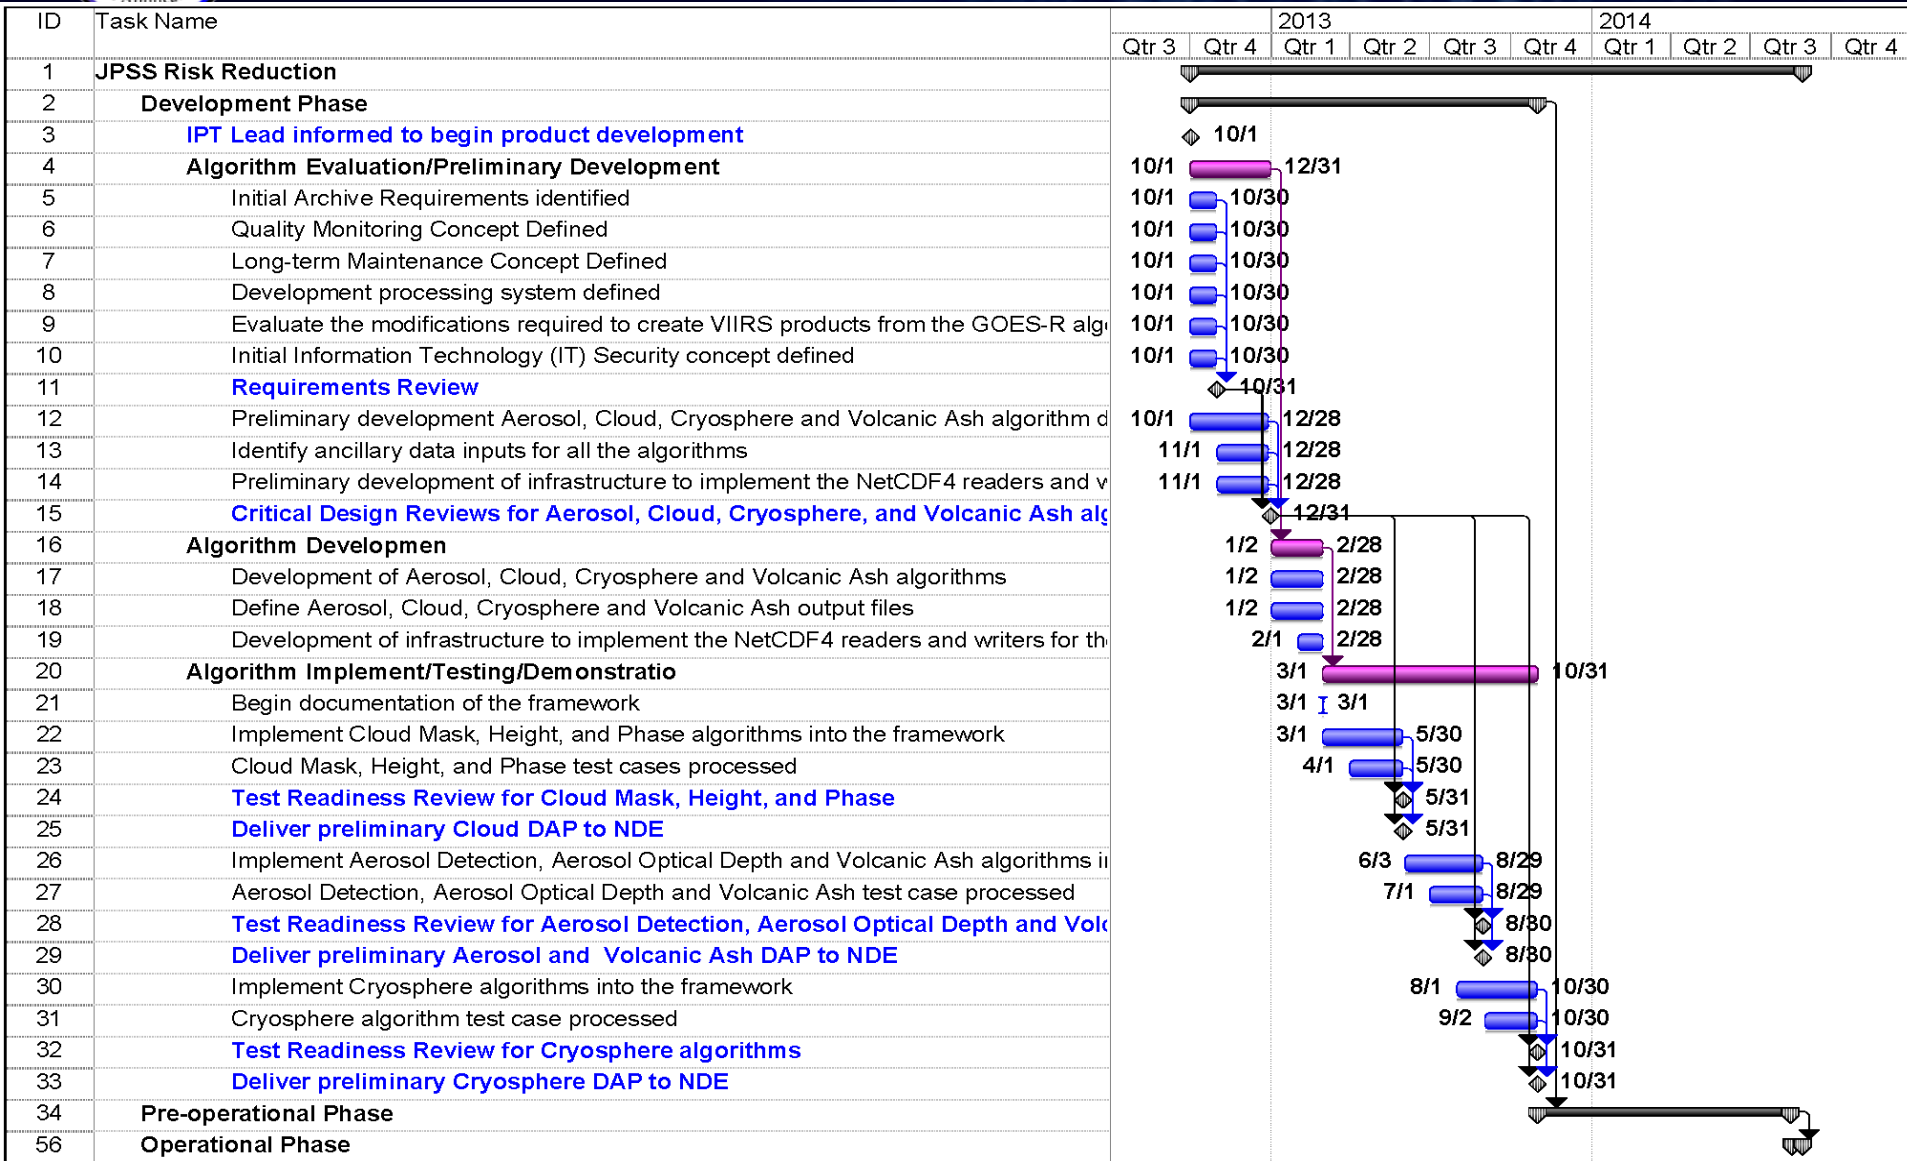 ID Task Name 2013 2014
Qtr 3 Qtr 4 Qtr 1 Qtr 2 Qtr 3 Qtr 4 Qtr 1 Qtr 2 Qtr 3 Qtr 4
1 JPSS Risk Reduction
2 Development Phase
3 IPT Lead informed to begin product development 10/1
4 Algorithm Evaluation/Preliminary Development 10/1 12/31
5 Initial Archive Requirements identified 10/1 10/30
6 Quality Monitoring Concept Defined 10/1 10/30
7 Long-term Maintenance Concept Defined 10/1 10/30
8 Development processing system defined 10/1 10/30
9 Evaluate the modifications required to create VIIRS products from the GOES-R alg 10/1 10/30
10 Initial Information Technology (IT) Security concept defined 10/1 10/30
11 Requirements Review 10/31
12 Preliminary development Aerosol, Cloud, Cryosphere and Volcanic Ash algorithm d 10/1 12/28
13 Identify ancillary data inputs for all the algorithms 11/1 12/28
14 Preliminary development of infrastructure to implement the NetCDF4 readers and w 11/1 12/28
15 Critical Design Reviews for Aerosol, Cloud, Cryosphere, and Volcanic Ash alg 12/31
16 Algorithm Developmen 1/2 2/28
17 Development of Aerosol, Cloud, Cryosphere and Volcanic Ash algorithms 1/2 2/28
18 Define Aerosol, Cloud, Cryosphere and Volcanic Ash output files 1/2 2/28
19 Development of infrastructure to implement the NetCDF4 readers and writers for th 2/1 2/28
20 Algorithm Implement/Testing/Demonstratio 3/1 10/31
21 Begin documentation of the framework 3/1 3/1
22 Implement Cloud Mask, Height, and Phase algorithms into the framework 3/1 5/30
23 Cloud Mask, Height, and Phase test cases processed 4/1 5/30
24 Test Readiness Review for Cloud Mask, Height, and Phase 5/31
25 Deliver preliminary Cloud DAP to NDE 5/31
26 Implement Aerosol Detection, Aerosol Optical Depth and Volcanic Ash algorithms i 6/3 8/29
27 Aerosol Detection, Aerosol Optical Depth and Volcanic Ash test case processed 7/1 8/29
28 Test Readiness Review for Aerosol Detection, Aerosol Optical Depth and Volc 8/30
29 Deliver preliminary Aerosol and Volcanic Ash DAP to NDE 8/30
30 Implement Cryosphere algorithms into the framework 8/1 10/30
31 Cryosphere algorithm test case processed 9/2 10/30
32 Test Readiness Review for Cryosphere algorithms 10/31
33 Deliver preliminary Cryosphere DAP to NDE 10/31
34 Pre-operational Phase
56 Operational Phase